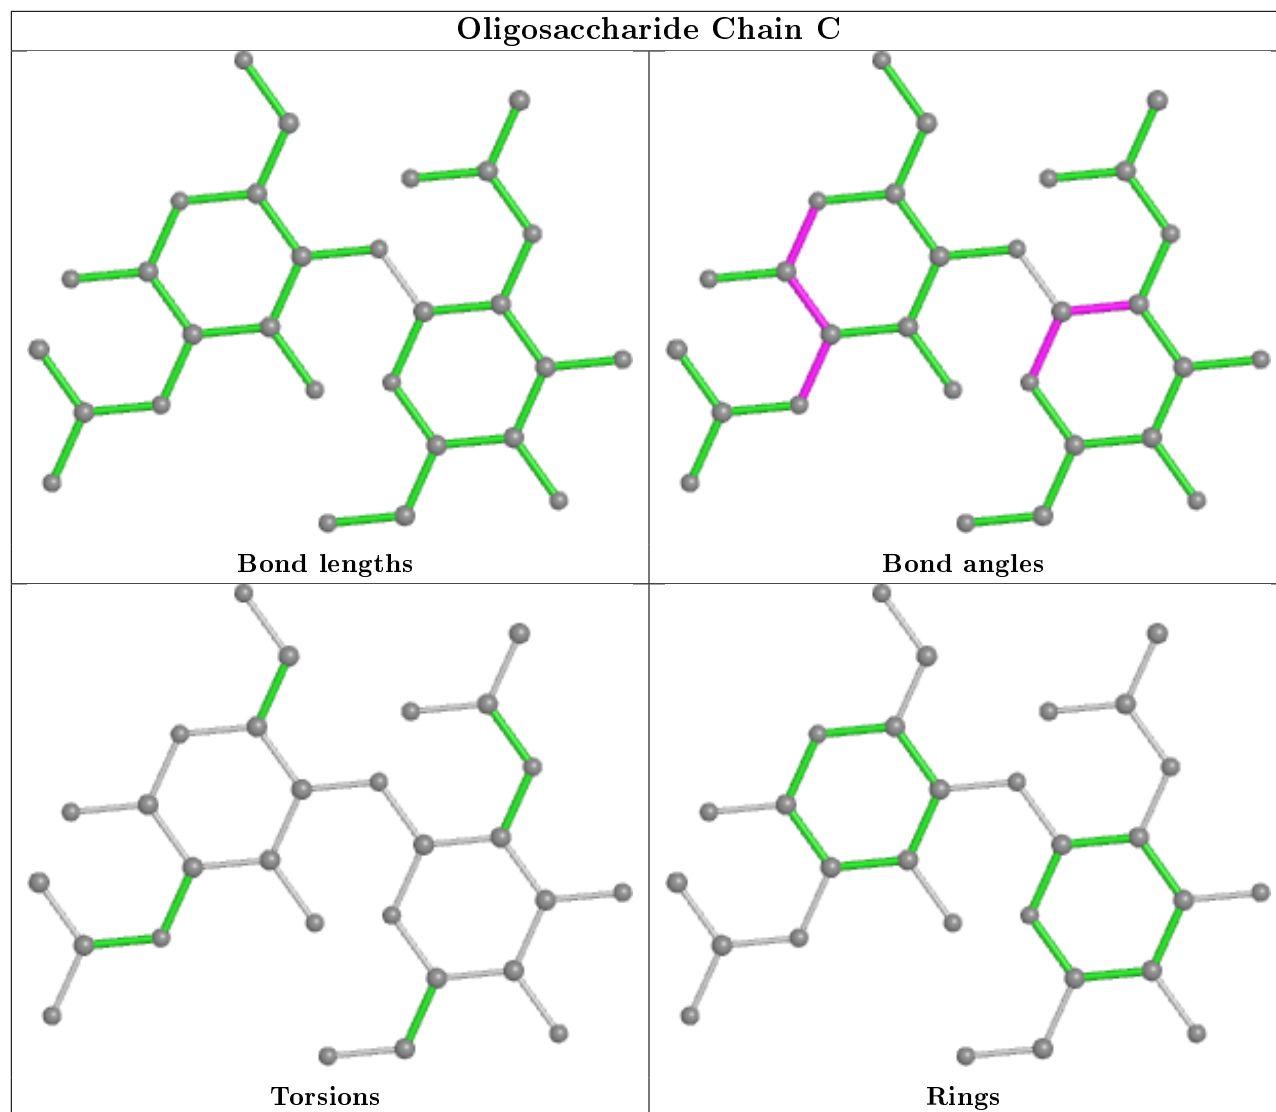 Oligosaccharide Chain C
Bond lengths
Bond angles
Torsions
Rings